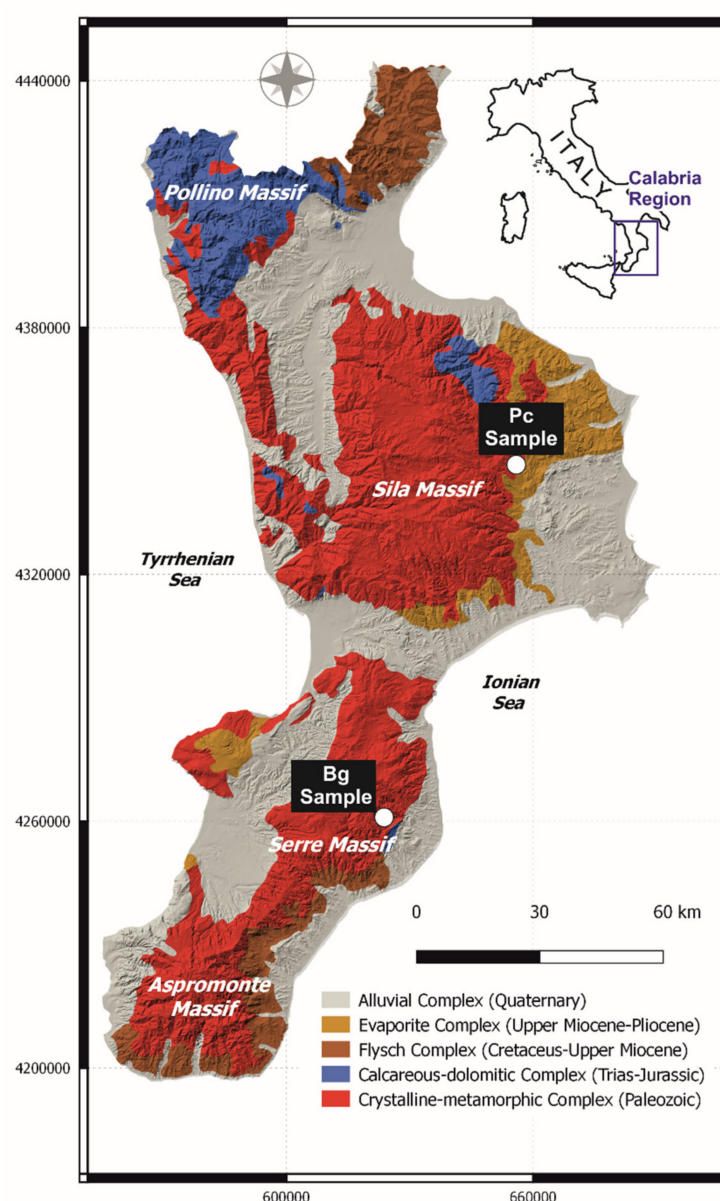 4440000
ITALY
Pollino Massif
Calabria
Region
4380000
Pc
Sample
Sila Massif
Tyrrhenian
Sea
4320000
Ionian
Sea
Bg
Sample
4260000
Serre Massif
0 30 60 km
Aspromonte
Massif
Alluvial Complex (Quaternary)
Evaporite Complex (Upper Miocene-Pliocene)
Flysch Complex (Cretaceus-Upper Miocene)
Calcareous-dolomitic Complex (Trias-Jurassic)
Crystalline-metamorphic Complex (Paleozoic)
4200000
600000 660000